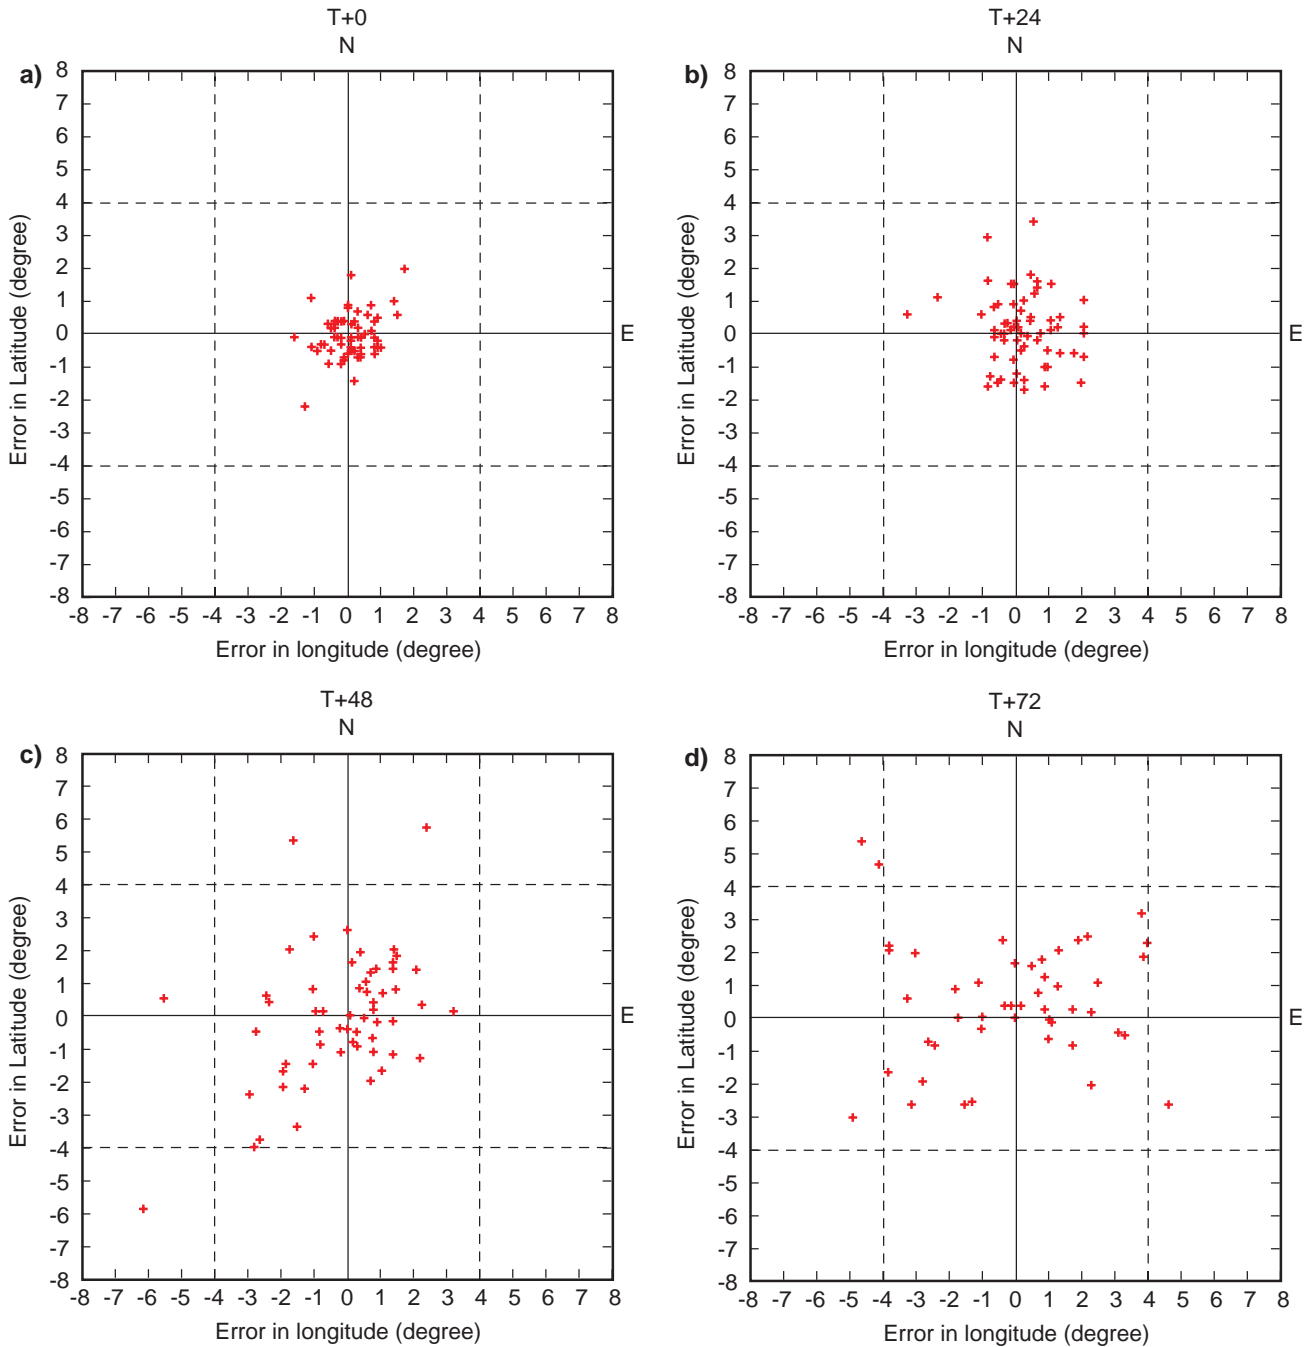 T+0
N
a)
8
7
6
5
4
3
2
1
0
-1
-2
-3
-4
-5
-6
-7
-8
Error in Latitude (degree)
E
-8 -7 -6 -5 -4 -3 -2 -1 0 1 2 3 4 5 6 7 8
Error in longitude (degree)
T+24
N
b)
8
7
6
5
4
3
2
1
0
-1
-2
-3
-4
-5
-6
-7
-8
Error in Latitude (degree)
E
-8 -7 -6 -5 -4 -3 -2 -1 0 1 2 3 4 5 6 7 8
Error in longitude (degree)
T+48
N
c)
8
7
6
5
4
3
2
1
0
-1
-2
-3
-4
-5
-6
-7
-8
Error in Latitude (degree)
E
-8 -7 -6 -5 -4 -3 -2 -1 0 1 2 3 4 5 6 7 8
Error in longitude (degree)
T+72
N
d)
8
7
6
5
4
3
2
1
0
-1
-2
-3
-4
-5
-6
-7
-8
Error in Latitude (degree)
E
-8 -7 -6 -5 -4 -3 -2 -1 0 1 2 3 4 5 6 7 8
Error in longitude (degree)